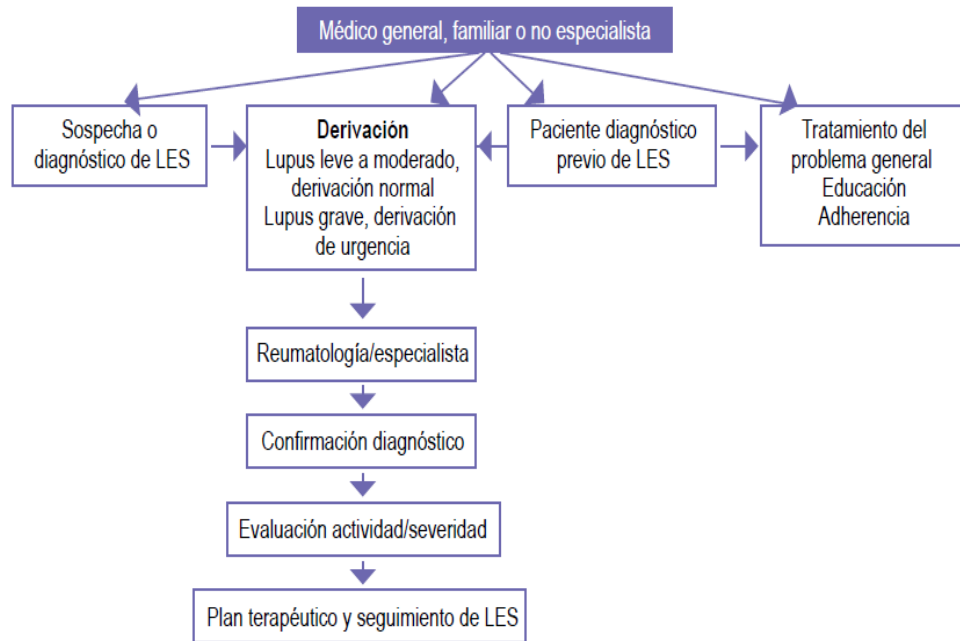 Médico general, familiar o no especialista
Sospecha o
diagnóstico de LES
Derivación
Lupus leve a moderado,
derivación normal
Lupus grave, derivación
de urgencia
Paciente diagnóstico
previo de LES
Tratamiento del
problema general
Educación
Adherencia
Reumatología/especialista
Confirmación diagnóstico
Evaluación actividad/severidad
Plan terapéutico y seguimiento de LES